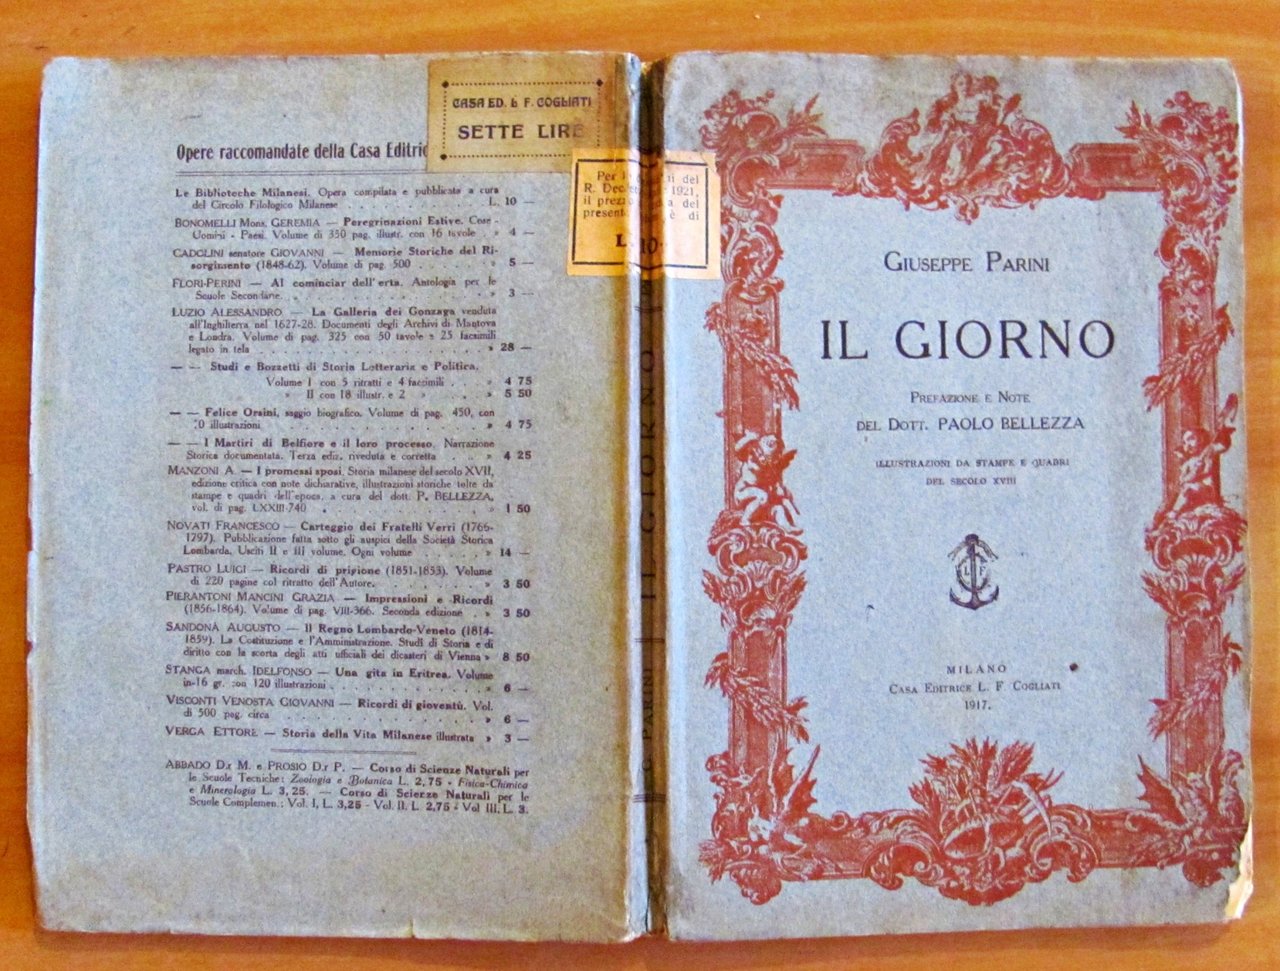 CASA ED. L. F. COGLIATI
SETTE LIRE
Per
R. Dec 1921,
il prezzo del
presente è di
L. 10
Opere raccomandate della Casa Editric
Le Biblioteche Milanesi. Opera compilata e pubblicata a cura
del Circolo Filologico Milanese . . . . L. 10 —
BONOMELLI Mons. GEREMIA — Peregrinazioni Estive. Cose -
Uomini - Paesi. Volume di 350 pag. illustr. con 16 tavole . » 4 —
CADOLINI senatore GIOVANNI — Memorie Storiche del Ri-
sorgimento (1848-62). Volume di pag. 500 . . . . » 5 —
FLORI-PERINI — Al cominciar dell'erta. Antologia per le
Scuole Secondarie. . . . . » 3 —
LUZIO ALESSANDRO — La Galleria dei Gonzaga venduta
all'Inghilterra nel 1627-28. Documenti degli Archivi di Mantova
e Londra. Volume di pag. 325 con 50 tavole e 25 facsimili
legato in tela . . . . » 28 —
— — Studi e Bozzetti di Storia Letteraria e Politica.
Volume I con 5 ritratti e 4 facsimili . . . » 4 75
» II con 18 illustr. e 2 » . . » 5 50
— — Felice Orsini, saggio biografico. Volume di pag. 450, con
10 illustrazioni . . . . » 4 75
— — I Martiri di Belfiore e il loro processo. Narrazione
Storica documentata. Terza ediz. riveduta e corretta . . » 4 25
MANZONI A. — I promessi sposi. Storia milanese del secolo XVII,
edizione critica con note dichiarative, illustrazioni storiche tolte da
stampe e quadri dell'epoca, a cura del dott. P. BELLEZZA,
vol. di pag. LXXIII-740 . . . . » 1 50
NOVATI FRANCESCO — Carteggio dei Fratelli Verri (1766-
1797). Pubblicazione fatta sotto gli auspici della Società Storica
Lombarda. Usciti II e III volume. Ogni volume . . . » 14 —
PASTRO LUIGI — Ricordi di prigione (1851-1853). Volume
di 220 pagine col ritratto dell'Autore. . . . . » 3 50
PIERANTONI MANCINI GRAZIA — Impressioni e Ricordi
(1856-1864). Volume di pag. VIII-366. Seconda edizione . » 3 50
SANDONÀ AUGUSTO — Il Regno Lombardo-Veneto (1814-
1859). La Costituzione e l'Amministrazione. Studi di Storia e di
diritto con la scorta degli atti ufficiali dei dicasteri di Vienna » 8 50
STANGA march. IDELFONSO — Una gita in Eritrea. Volume
in-16 gr. con 120 illustrazioni . . . . » 6 —
VISCONTI VENOSTA GIOVANNI — Ricordi di gioventù. Vol.
di 500 pag. circa . . . . » 6 —
VERGA ETTORE — Storia della Vita Milanese illustrata » 3 —
ABBADO D.r M. e PROSIO D.r P. — Corso di Scienze Naturali per
le Scuole Tecniche: Zoologia e Botanica L. 2,75 - Fisica-Chimica
e Minerologia L. 3,25. — Corso di Scienze Naturali per le
Scuole Complemen.: Vol. I, L. 3,25 - Vol. II. L. 2,75 - Vol III. L. 3.
G. PARINI IL GIORNO
GIUSEPPE PARINI
IL GIORNO
PREFAZIONE E NOTE
DEL DOTT. PAOLO BELLEZZA
ILLUSTRAZIONI DA STAMPE E QUADRI
DEL SECOLO XVIII
MILANO
CASA EDITRICE L. F. COGLIATI
1917.